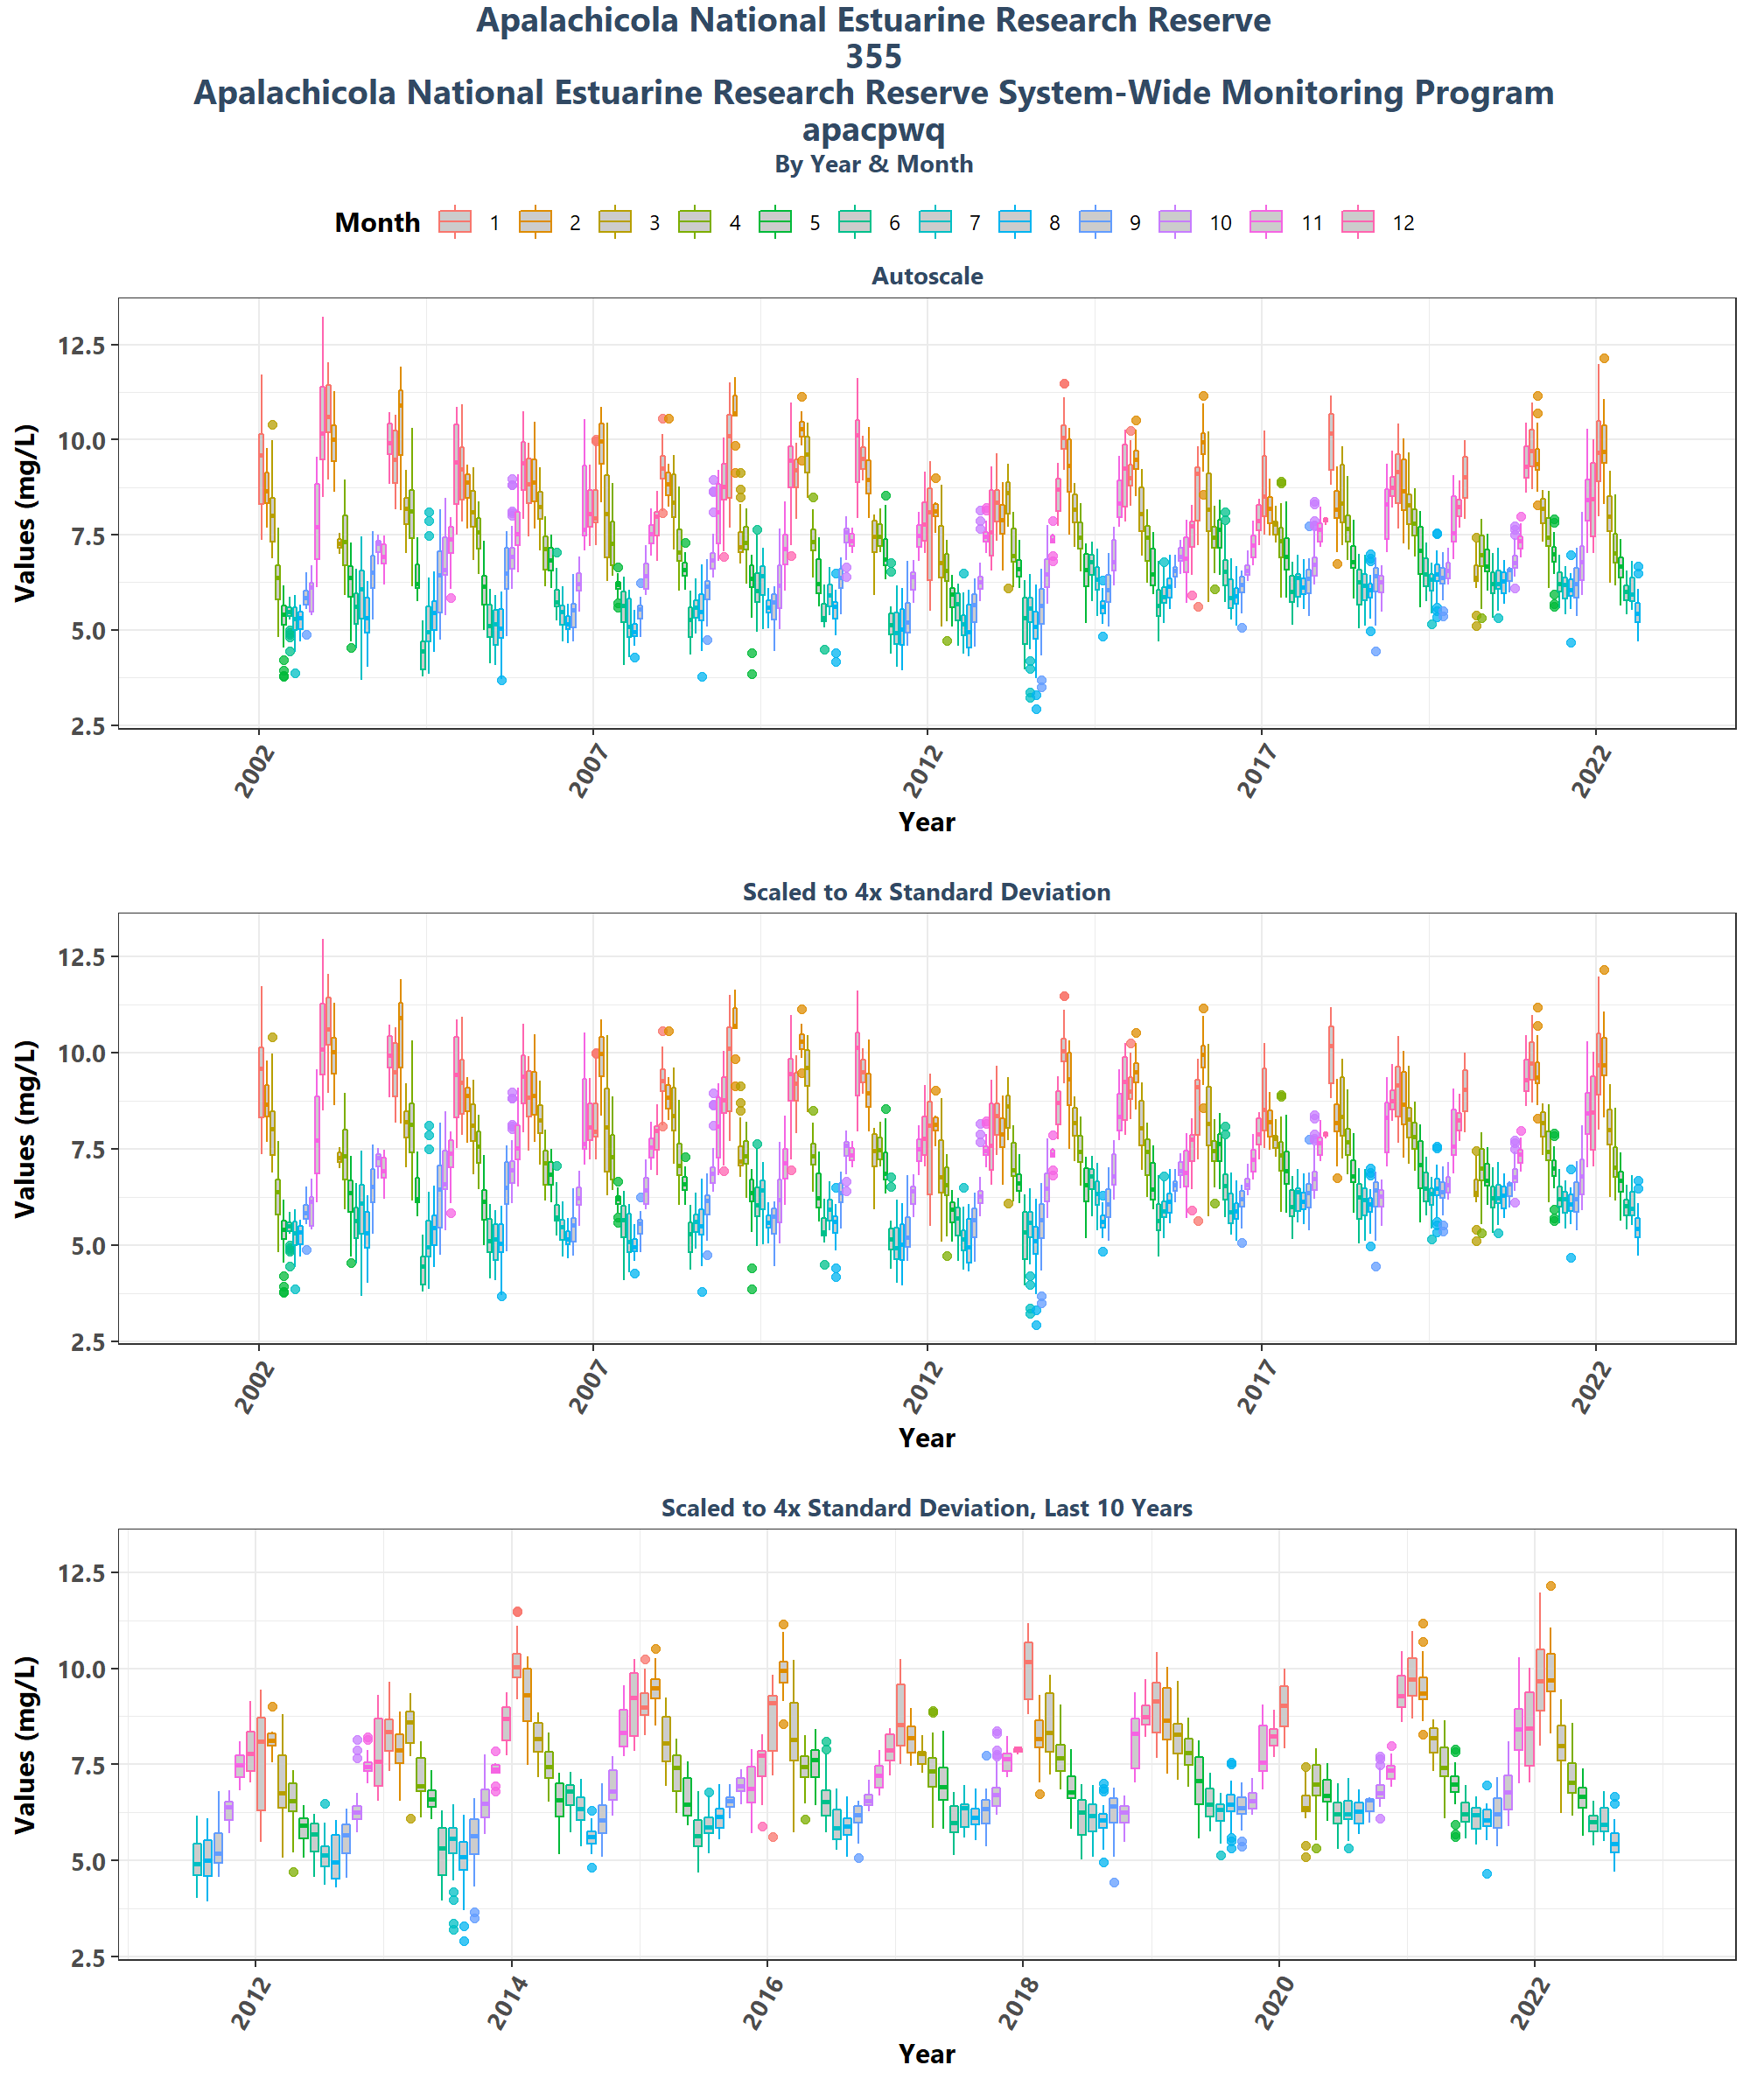 Apalachicola National Estuarine Research Reserve
355
Apalachicola National Estuarine Research Reserve System-Wide Monitoring Program
apacpwq
By Year & Month
Month 1 2 3 4 5 6 7 8 9 10 11 12
Autoscale
Values (mg/L)
12.5
10.0
7.5
5.0
2.5
2002 2007 2012 2017 2022
Year
Scaled to 4x Standard Deviation
Values (mg/L)
12.5
10.0
7.5
5.0
2.5
2002 2007 2012 2017 2022
Year
Scaled to 4x Standard Deviation, Last 10 Years
Values (mg/L)
12.5
10.0
7.5
5.0
2.5
2012 2014 2016 2018 2020 2022
Year